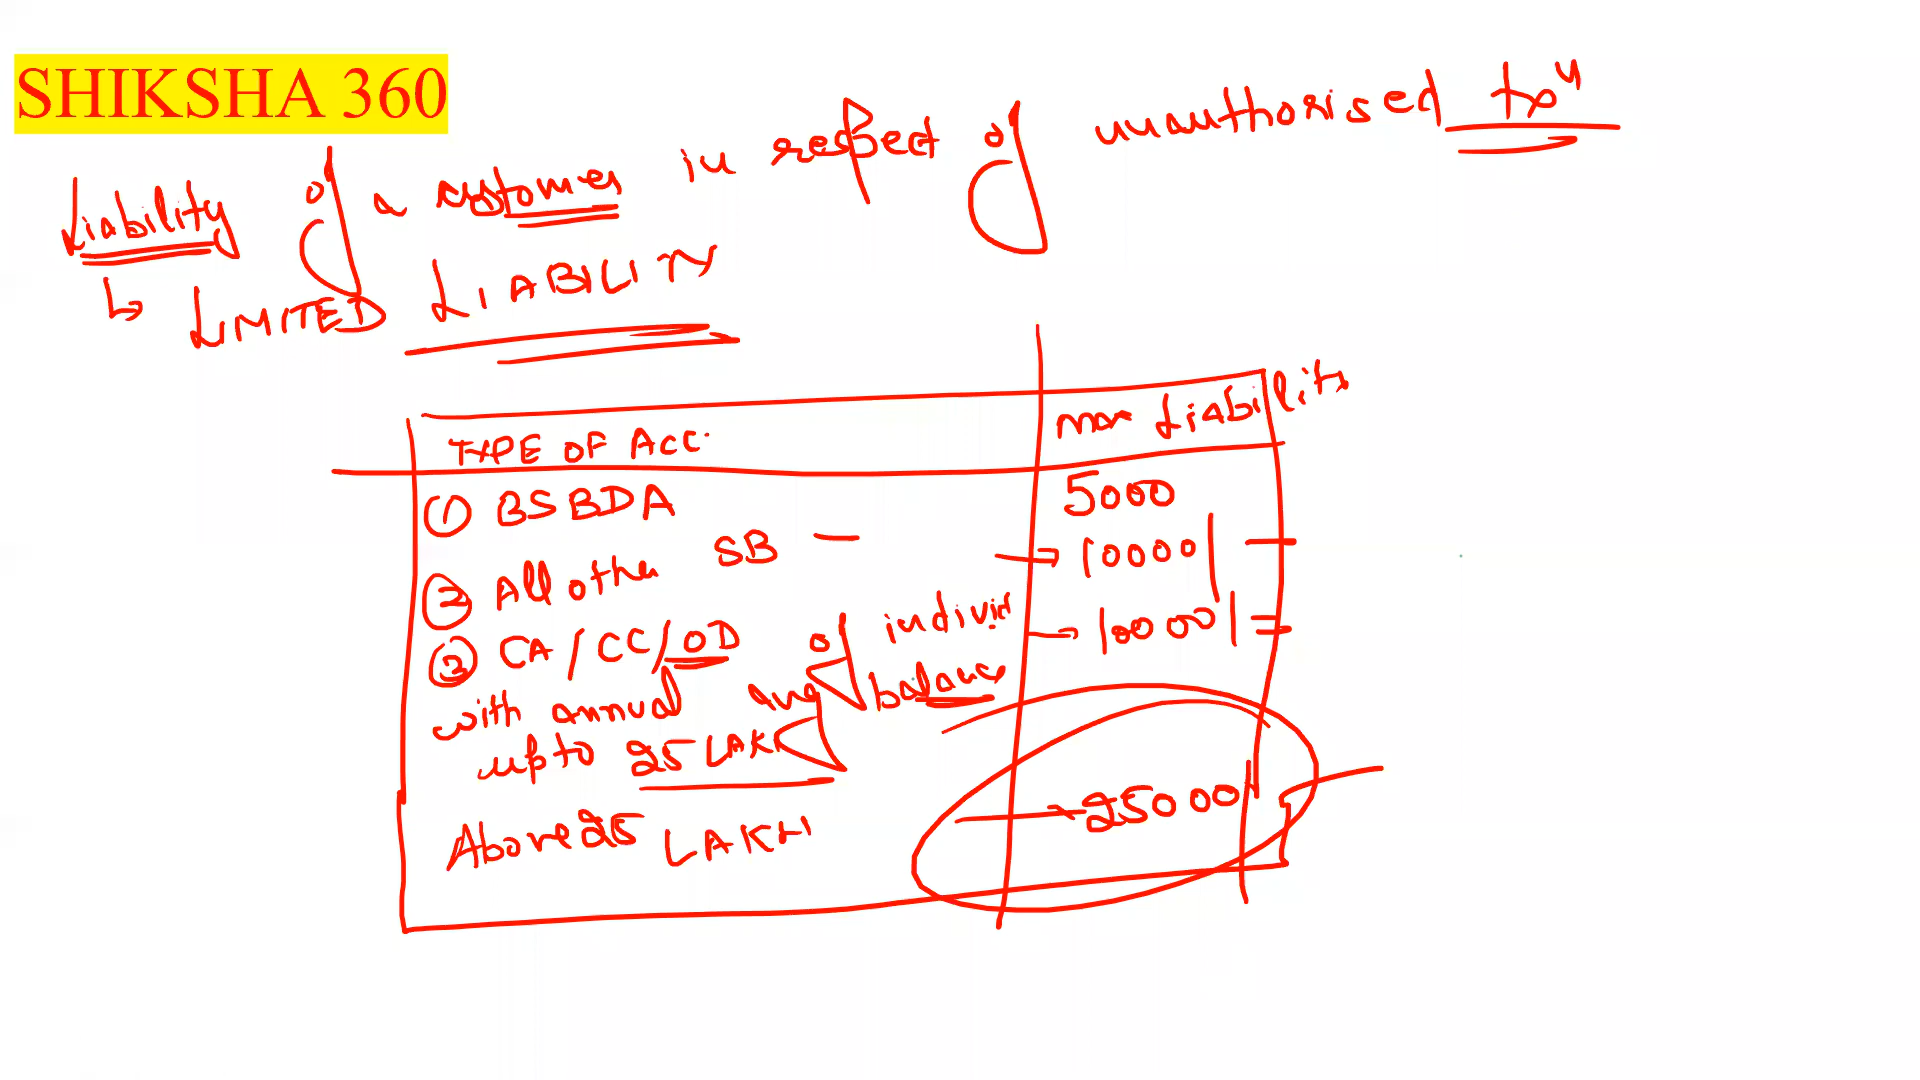 SHIKSHA 360
Liability of a customer in respect of unauthorised txn
↳ LIMITED LIABILITY
TYPE OF ACC. max Liability
① BSBDA 5000
② All other SB — → 10000/=
③ CA/CC/OD of individ → 10000/=
with annual avg balance
upto 25 LAKH
Above 25 LAKH → 25000/-